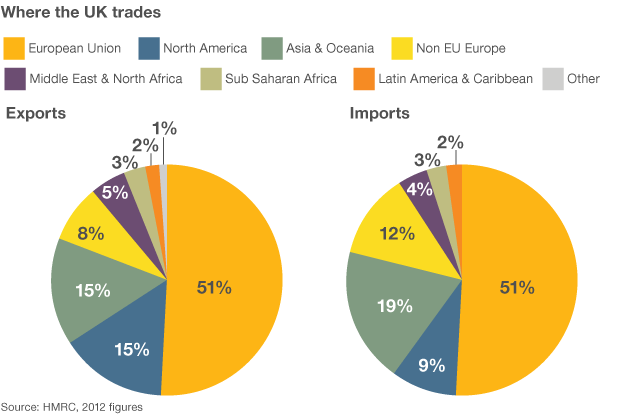 Where the UK trades
European Union North America Asia & Oceania Non EU Europe
Middle East & North Africa Sub Saharan Africa Latin America & Caribbean Other
Exports Imports
1%
2% 2%
3% 3%
5% 4%
8% 12%
51% 51%
15% 19%
15% 9%
Source: HMRC, 2012 figures